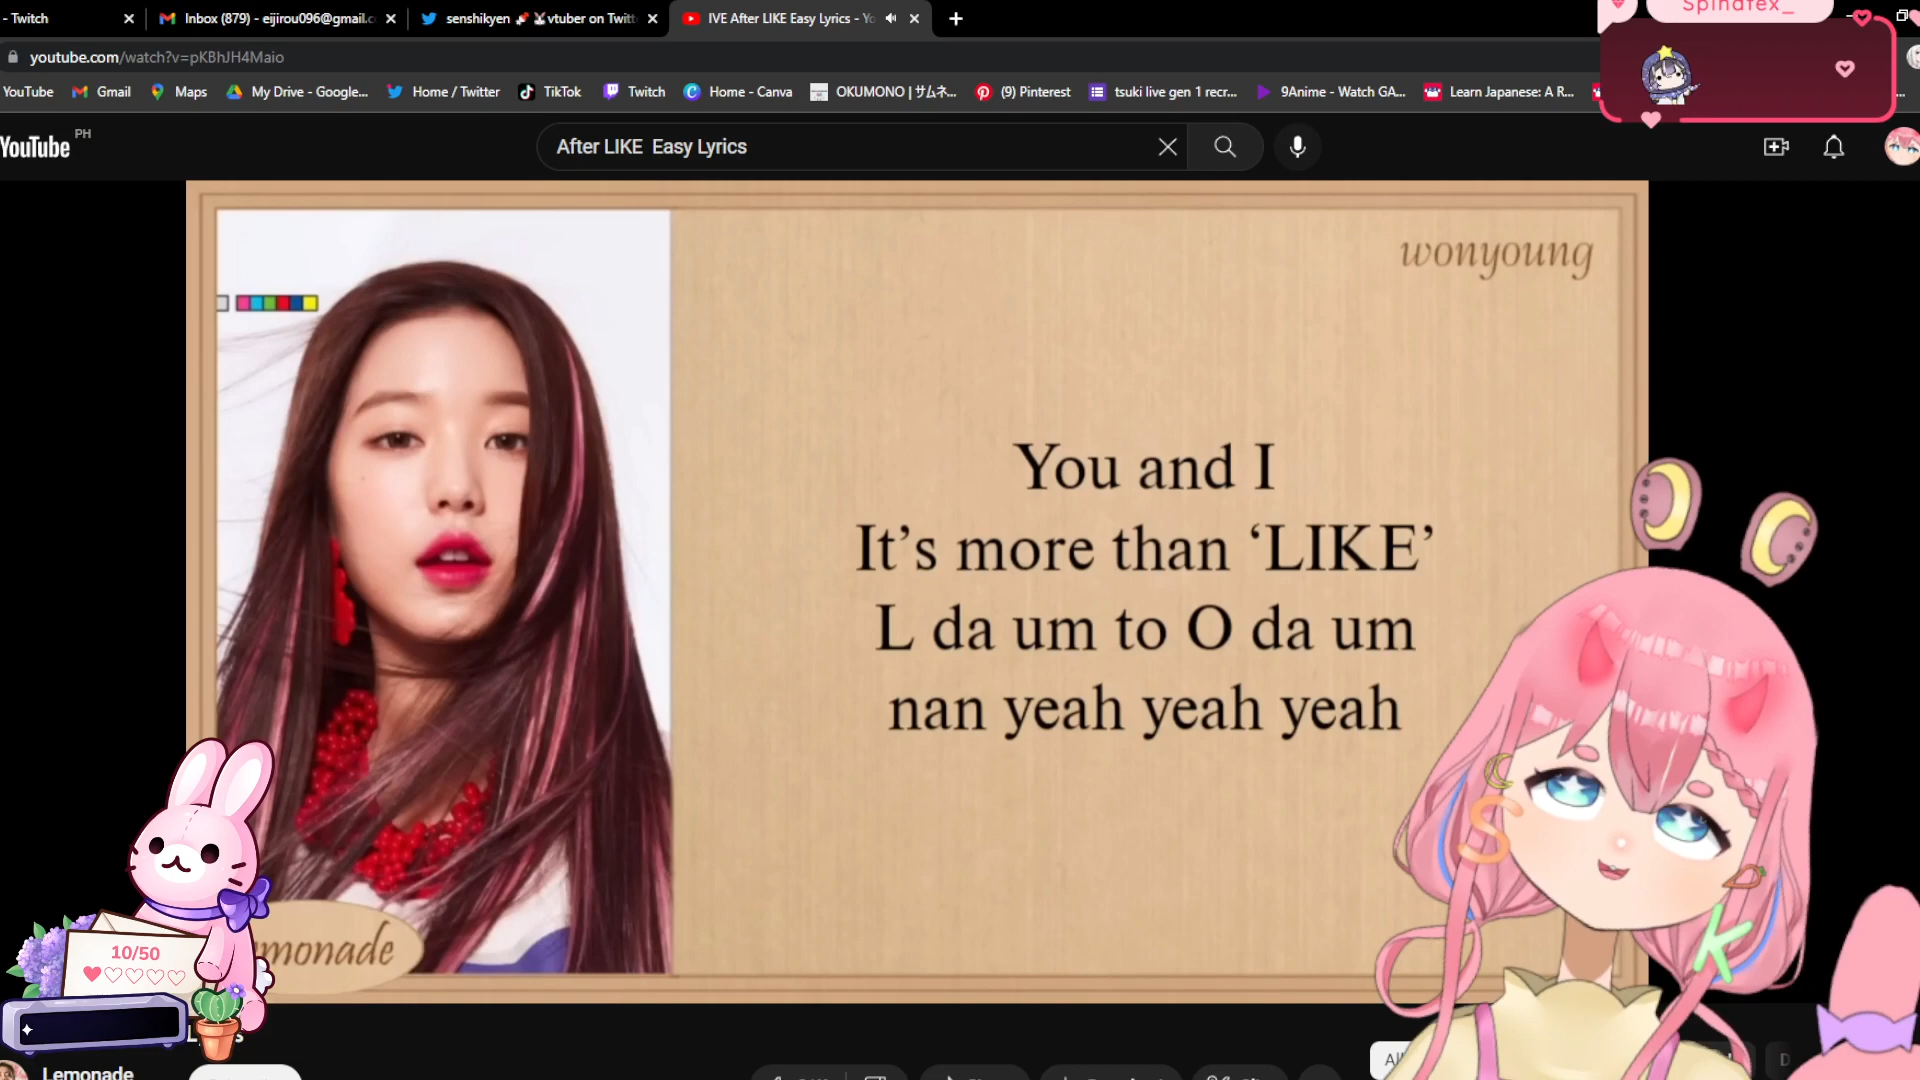 - Twitch
Inbox (879) - eijirou096@gmail.c
senshikyen vtuber on Twitt
IVE After LIKE Easy Lyrics - Yo
Spindfex_
youtube.com/watch?v=pKBhJH4Maio
YouTube
Gmail
Maps
My Drive - Google...
Home / Twitter
TikTok
Twitch
Home - Canva
OKUMONO | サムネ...
(9) Pinterest
tsuki live gen 1 recr...
9Anime - Watch GA...
Learn Japanese: A R...
YouTube PH
After LIKE Easy Lyrics
wonyoung
You and I
It's more than ‘LIKE’
L da um to O da um
nan yeah yeah yeah
S
K
10/50
monade
Lemonade